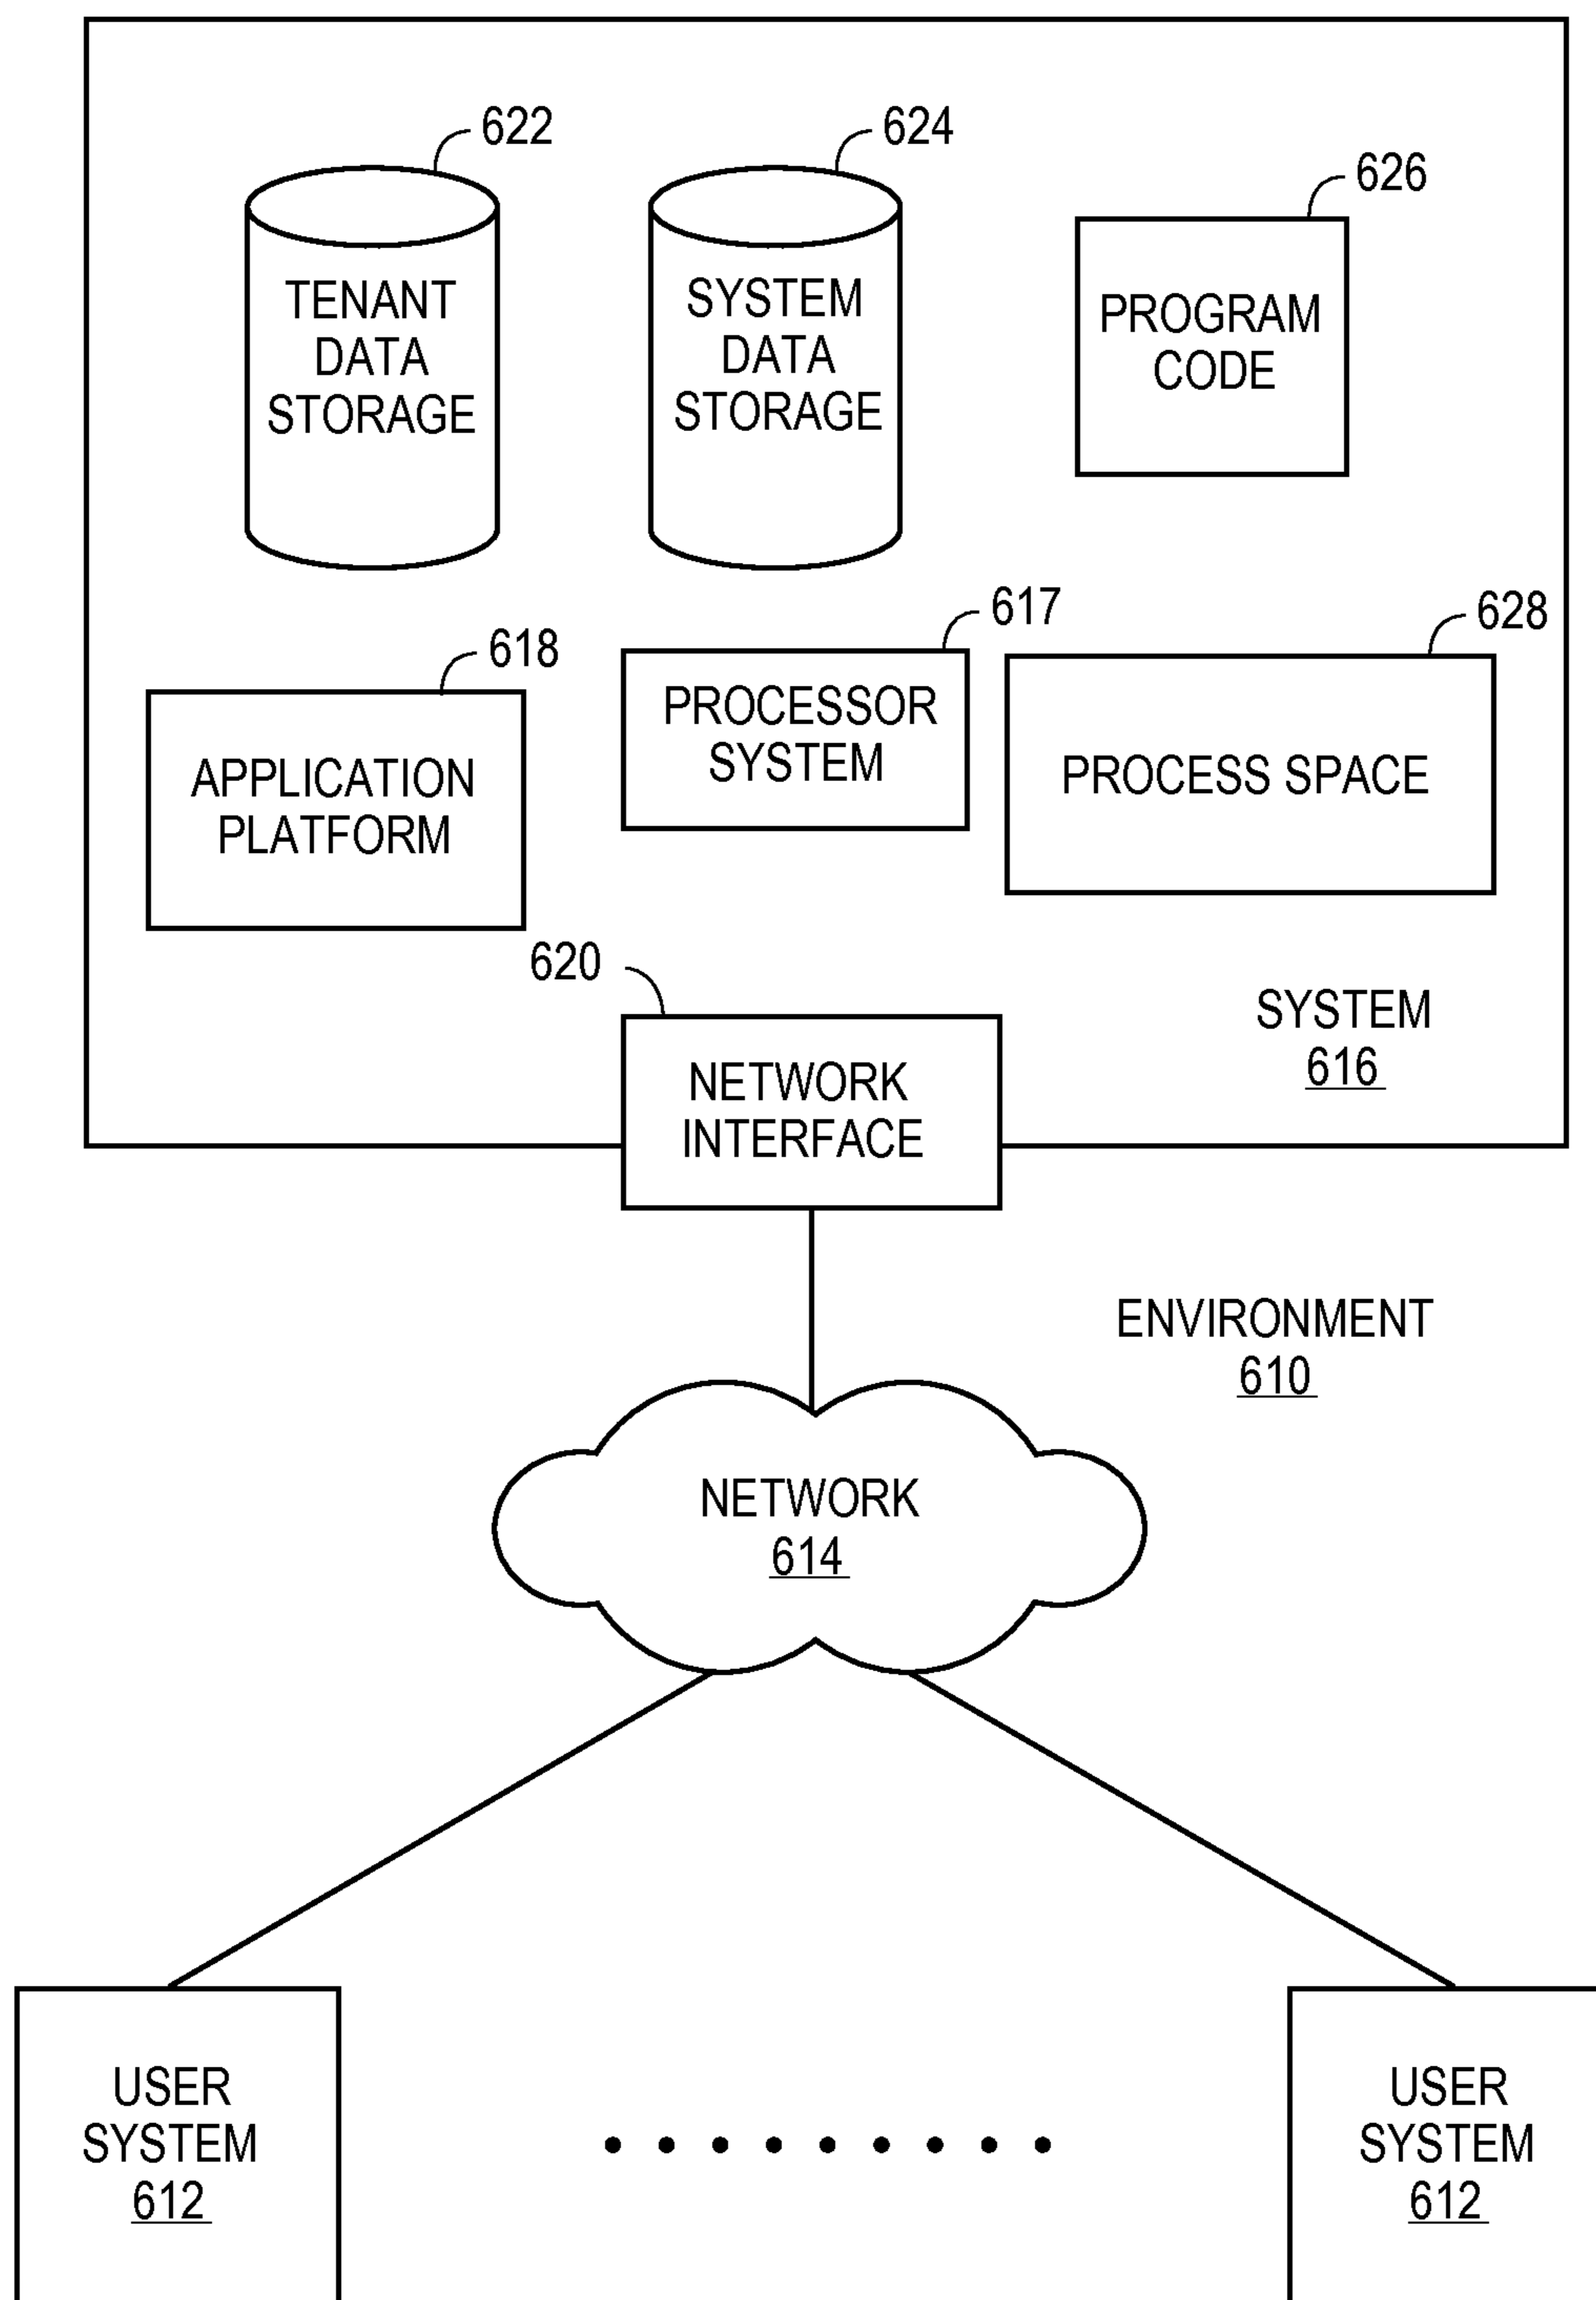 622
TENANT
DATA
STORAGE
624
SYSTEM
DATA
STORAGE
626
PROGRAM
CODE
618
APPLICATION
PLATFORM
617
PROCESSOR
SYSTEM
628
PROCESS SPACE
620
NETWORK
INTERFACE
SYSTEM
616
ENVIRONMENT
610
NETWORK
614
USER
SYSTEM
612
USER
SYSTEM
612